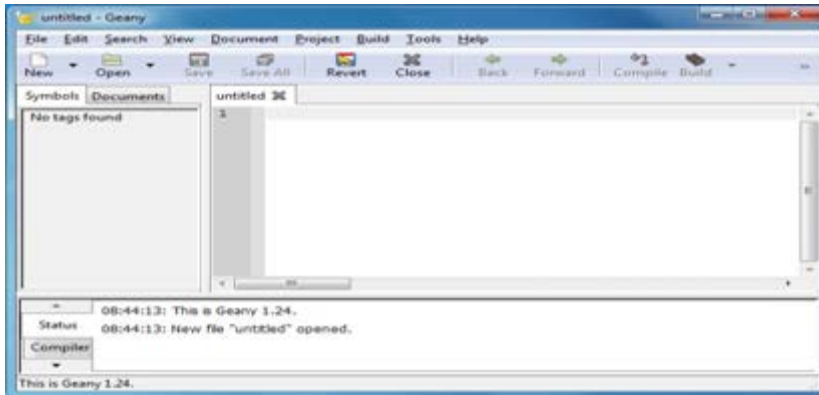 untitled - Geany
File Edit Search View Document Project Build Tools Help
New Open Save Save All Revert Close Back Forward Compile Build
Symbols Documents untitled
No tags found
1
08:44:13: This is Geany 1.24.
Status
08:44:13: New file "untitled" opened.
Compiler
This is Geany 1.24.